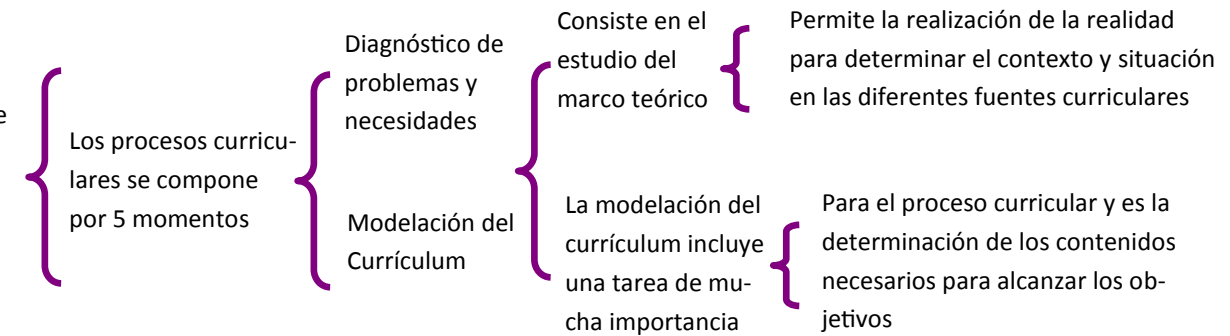 e
Los procesos curricu-
lares se compone
por 5 momentos
Diagnóstico de
problemas y
necesidades
Modelación del
Currículum
Consiste en el
estudio del
marco teórico
La modelación del
currículum incluye
una tarea de mu-
cha importancia
Permite la realización de la realidad
para determinar el contexto y situación
en las diferentes fuentes curriculares
Para el proceso curricular y es la
determinación de los contenidos
necesarios para alcanzar los ob-
jetivos